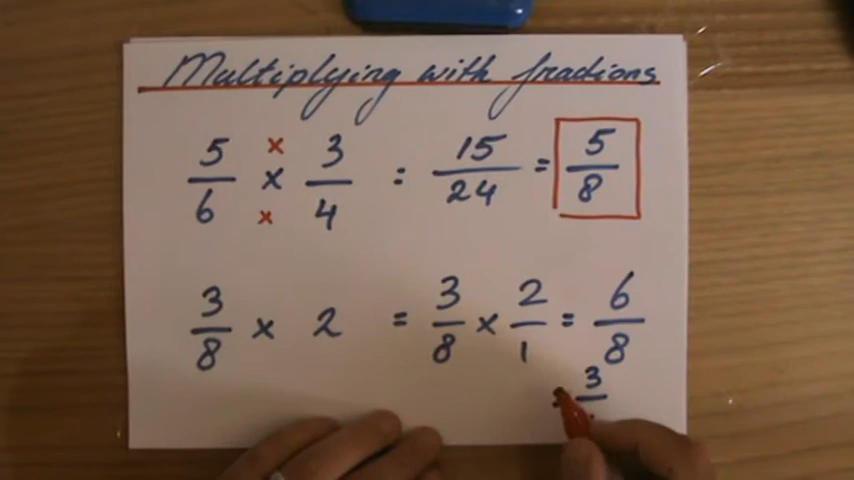 Multiplying with fractions
5/6 × 3/4 = 15/24 = 5/8
3/8 × 2 = 3/8 × 2/1 = 6/8
3